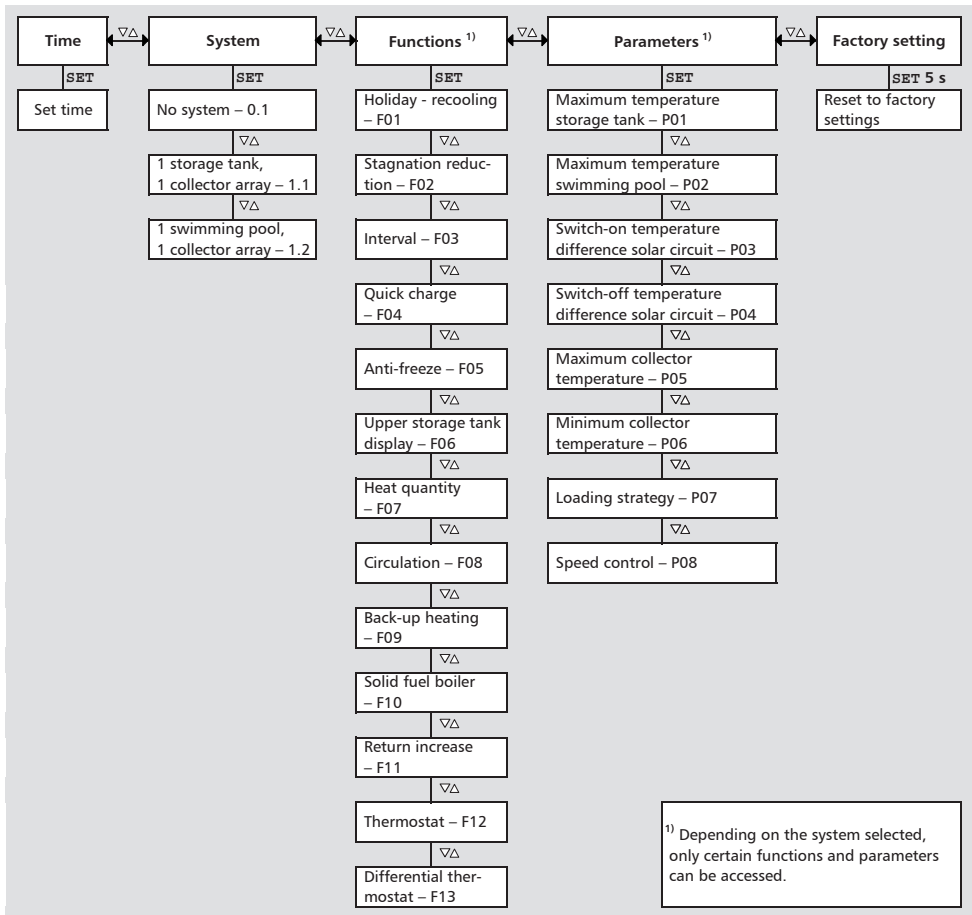 Time
▽△
System
▽△
Functions ¹⁾
▽△
Parameters ¹⁾
▽△
Factory setting
SET
Set time
SET
No system – 0.1
▽△
1 storage tank,
1 collector array – 1.1
▽△
1 swimming pool,
1 collector array – 1.2
SET
Holiday - recooling
– F01
▽△
Stagnation reduc-
tion – F02
▽△
Interval – F03
▽△
Quick charge
– F04
▽△
Anti-freeze – F05
▽△
Upper storage tank
display – F06
▽△
Heat quantity
– F07
▽△
Circulation – F08
▽△
Back-up heating
– F09
▽△
Solid fuel boiler
– F10
▽△
Return increase
– F11
▽△
Thermostat – F12
▽△
Differential ther-
mostat – F13
SET
Maximum temperature
storage tank – P01
▽△
Maximum temperature
swimming pool – P02
▽△
Switch-on temperature
difference solar circuit – P03
▽△
Switch-off temperature
difference solar circuit – P04
▽△
Maximum collector
temperature – P05
▽△
Minimum collector
temperature – P06
▽△
Loading strategy – P07
▽△
Speed control – P08
SET 5 s
Reset to factory
settings
¹⁾ Depending on the system selected,
only certain functions and parameters
can be accessed.